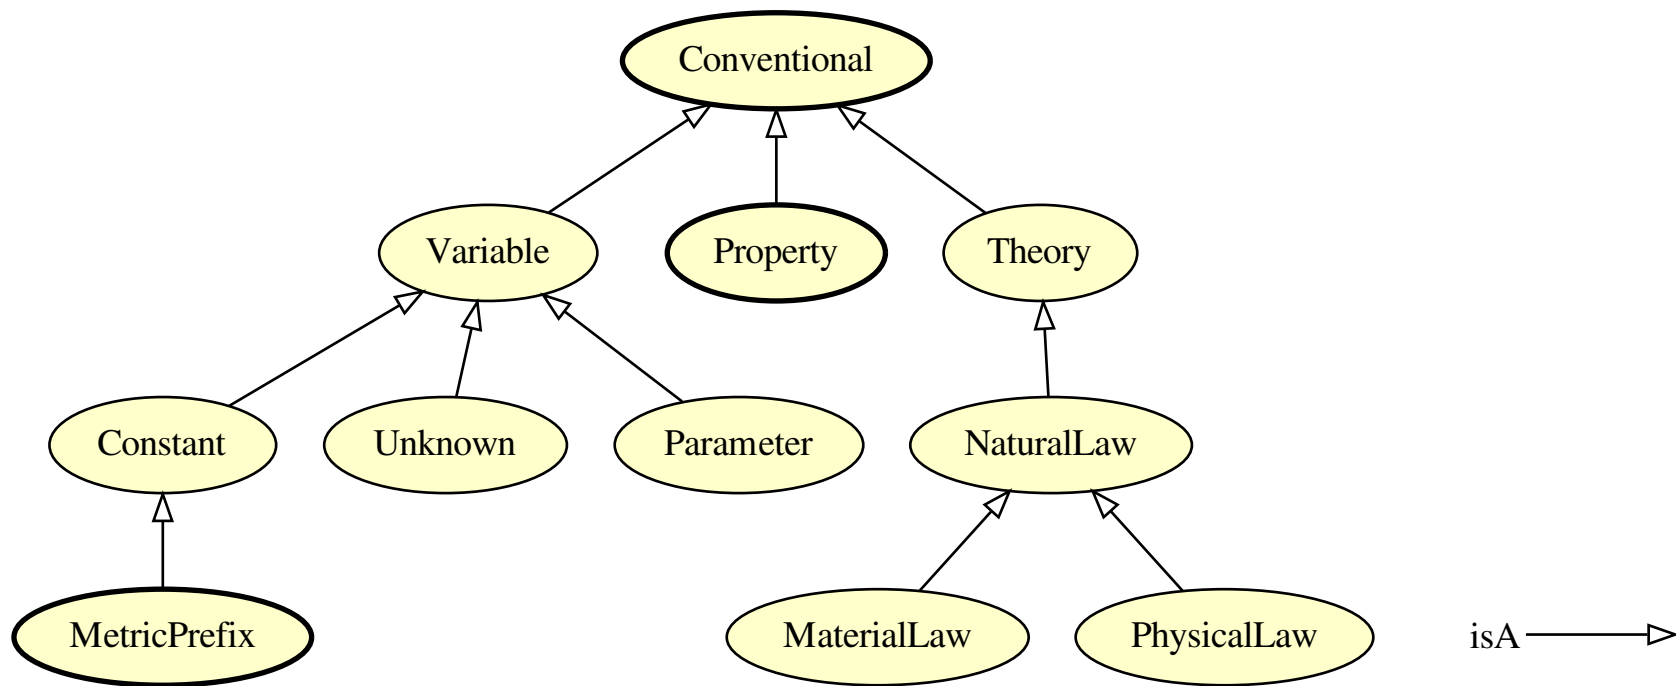 Conventional
Variable
Property
Theory
Constant
Unknown
Parameter
NaturalLaw
MetricPrefix
MaterialLaw
PhysicalLaw
isA